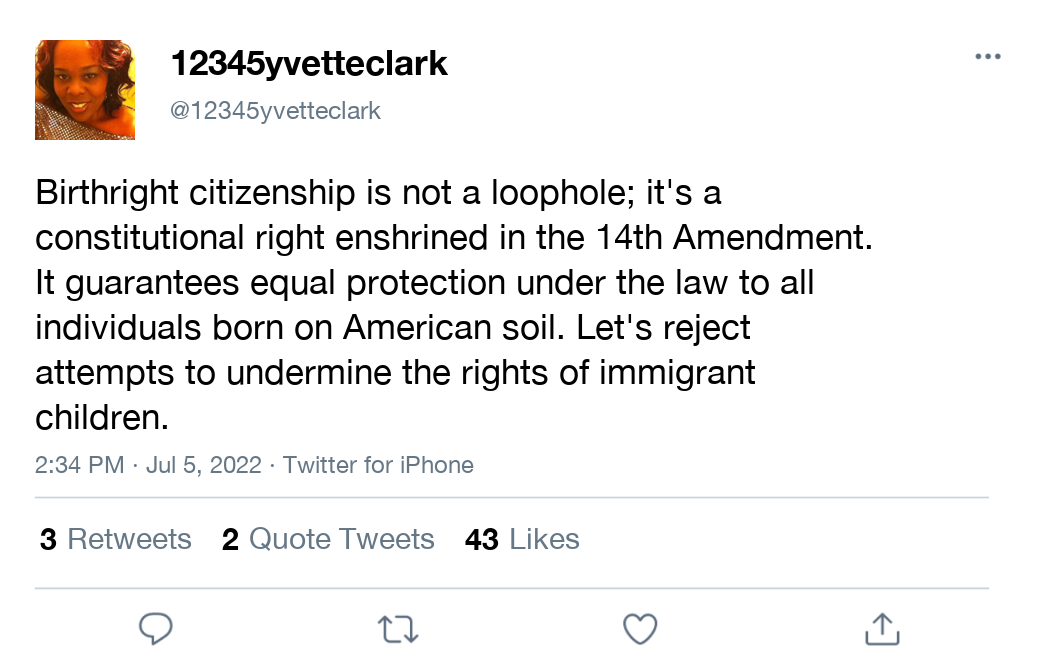 12345yvetteclark
@12345yvetteclark
Birthright citizenship is not a loophole; it's a
constitutional right enshrined in the 14th Amendment.
It guarantees equal protection under the law to all
individuals born on American soil. Let's reject
attempts to undermine the rights of immigrant
children.
2:34 PM · Jul 5, 2022 · Twitter for iPhone
3 Retweets 2 Quote Tweets 43 Likes